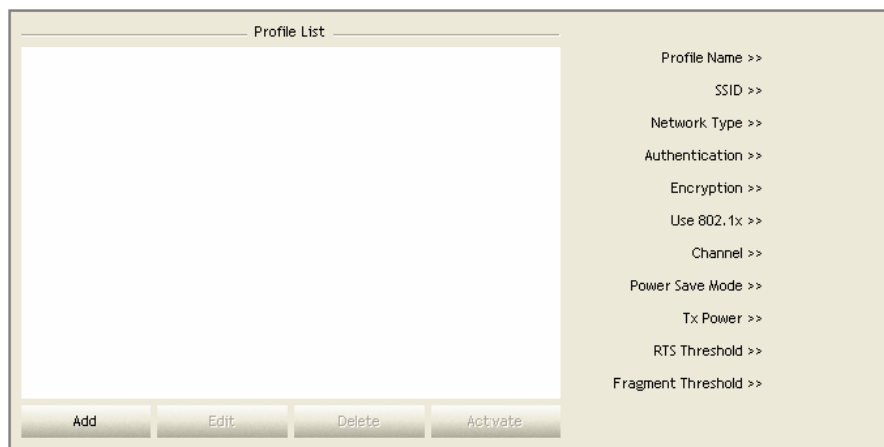 Profile List
Profile Name >>
SSID >>
Network Type >>
Authentication >>
Encryption >>
Use 802.1x >>
Channel >>
Power Save Mode >>
Tx Power >>
RTS Threshold >>
Fragment Threshold >>
Add Edit Delete Activate